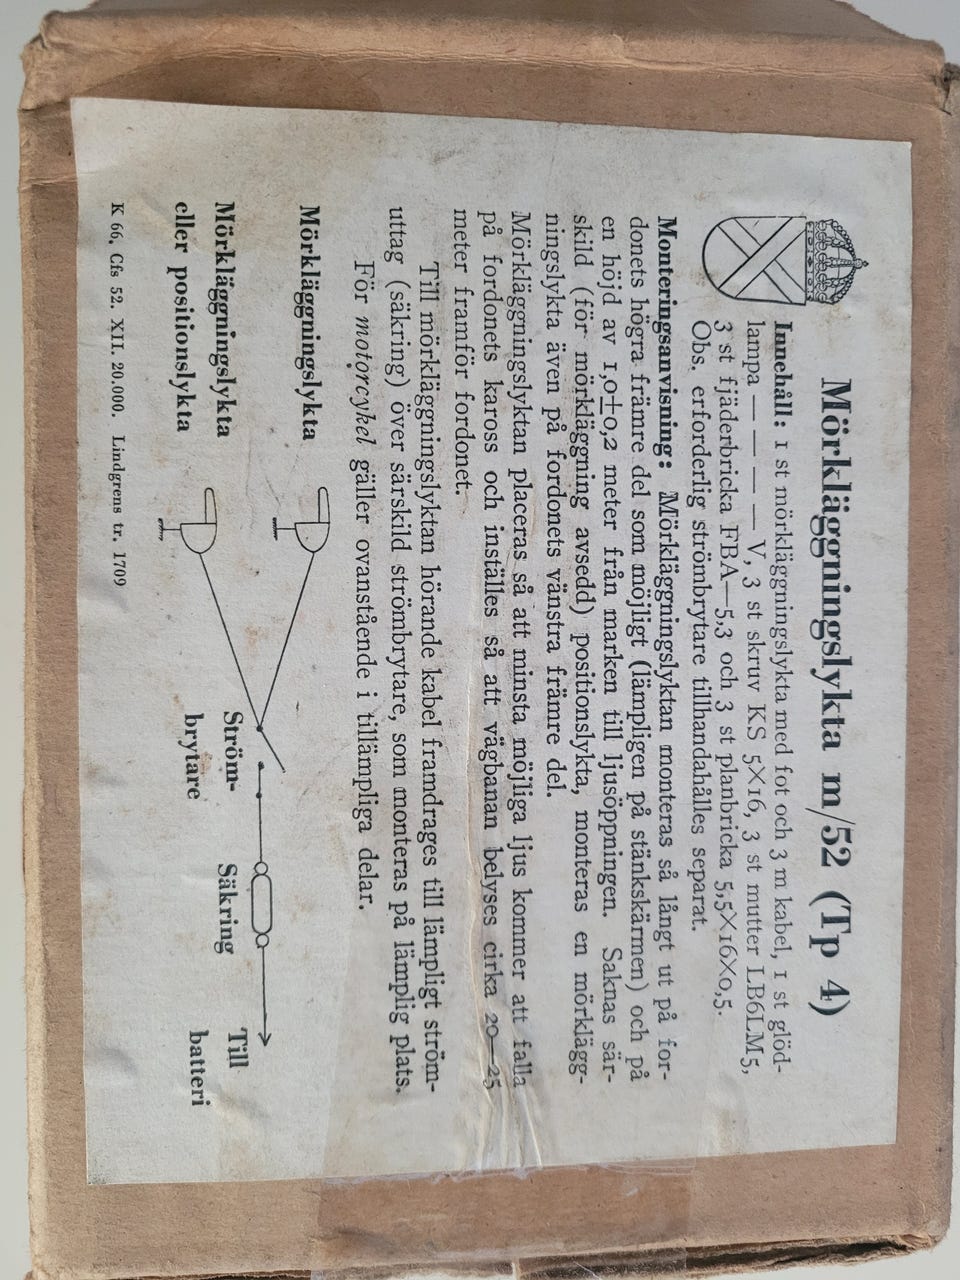 Mörkläggningslykta m/52 (Tp 4)
Innehåll: 1 st mörkläggningslykta med fot och 3 m kabel, 1 st glöd-
lampa — — — — V, 3 st skruv KS 5×16, 3 st mutter LB6LM5,
3 st fjäderbricka FBA—5,3 och 3 st planbricka 5,5×16×0,5.
Obs. erforderlig strömbrytare tillhandahålles separat.
Monteringsanvisning: Mörkläggningslyktan monteras så långt ut på for-
donets högra främre del som möjligt (lämpligen på stänkskärmen) och på
en höjd av 1,0±0,2 meter från marken till ljusöppningen. Saknas sär-
skild (för mörkläggning avsedd) positionslykta, monteras en mörklägg-
ningslykta även på fordonets vänstra främre del.
Mörkläggningslyktan placeras så att minsta möjliga ljus kommer att falla
på fordonets kaross och inställes så att vägbanan belyses cirka 20—25
meter framför fordonet.
Till mörkläggningslyktan hörande kabel framdrages till lämpligt ström-
uttag (säkring) över särskild strömbrytare, som monteras på lämplig plats.
För motorcykel gäller ovanstående i tillämpliga delar.
Mörkläggningslykta
Mörkläggningslykta
eller positionslykta
Ström-
brytare
Säkring
Till
batteri
K 66. Cfs 52. XII. 20.000. Lindgrens tr. 1709